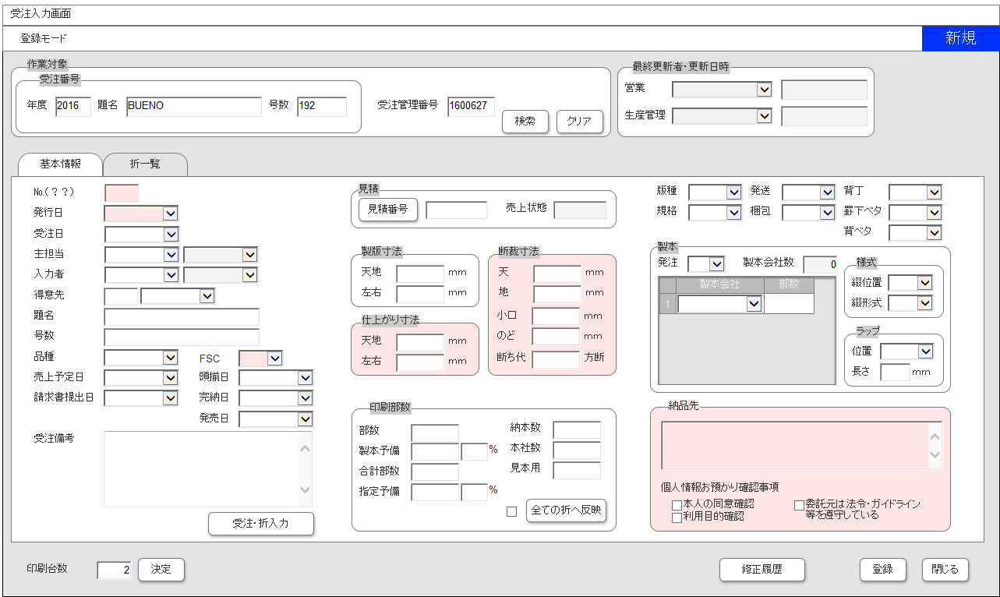 受注入力画面
登録モード
新規
作業対象
受注番号
年度 2016 題名 BUENO 号数 192
受注管理番号 1600627
検索 クリア
最終更新者・更新日時
営業
生産管理
基本情報 折一覧
No.(？？)
発行日
受注日
主担当
入力者
得意先
題名
号数
品種 FSC
売上予定日 頭揃日
請求書提出日 完納日
発売日
受注備考
受注・折入力
見積
見積番号 売上状態
製版寸法
天地 mm
左右 mm
仕上がり寸法
天地 mm
左右 mm
断裁寸法
天 mm
地 mm
小口 mm
のど mm
断ち代 方断
印刷部数
部数 納本数
製本予備 % 本社数
合計部数 見本用
指定予備 %
全ての折へ反映
版種 発送 背丁
規格 梱包 罫下ベタ
背ベタ
製本
発注 製本会社数 0
製本会社 部数
1
様式
綴位置
綴形式
ラップ
位置
長さ mm
納品先
個人情報お預かり確認事項
本人の同意確認
利用目的確認
委託元は法令・ガイドライン
等を遵守している
印刷台数 2 決定
修正履歴 登録 閉じる